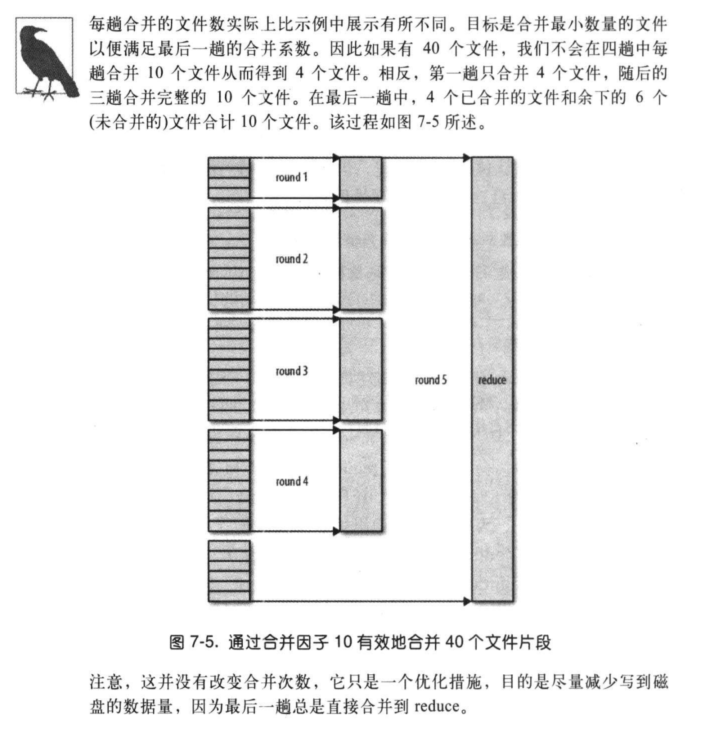 每趟合并的文件数实际上比示例中展示有所不同。目标是合并最小数量的文件
以便满足最后一趟的合并系数。因此如果有 40 个文件，我们不会在四趟中每
趟合并 10 个文件从而得到 4 个文件。相反，第一趟只合并 4 个文件，随后的
三趟合并完整的 10 个文件。在最后一趟中，4 个已合并的文件和余下的 6 个
(未合并的)文件合计 10 个文件。该过程如图 7-5 所述。
round 1
round 2
round 3
round 5
reduce
round 4
图 7-5. 通过合并因子 10 有效地合并 40 个文件片段
注意，这并没有改变合并次数，它只是一个优化措施，目的是尽量减少写到磁
盘的数据量，因为最后一趟总是直接合并到 reduce。